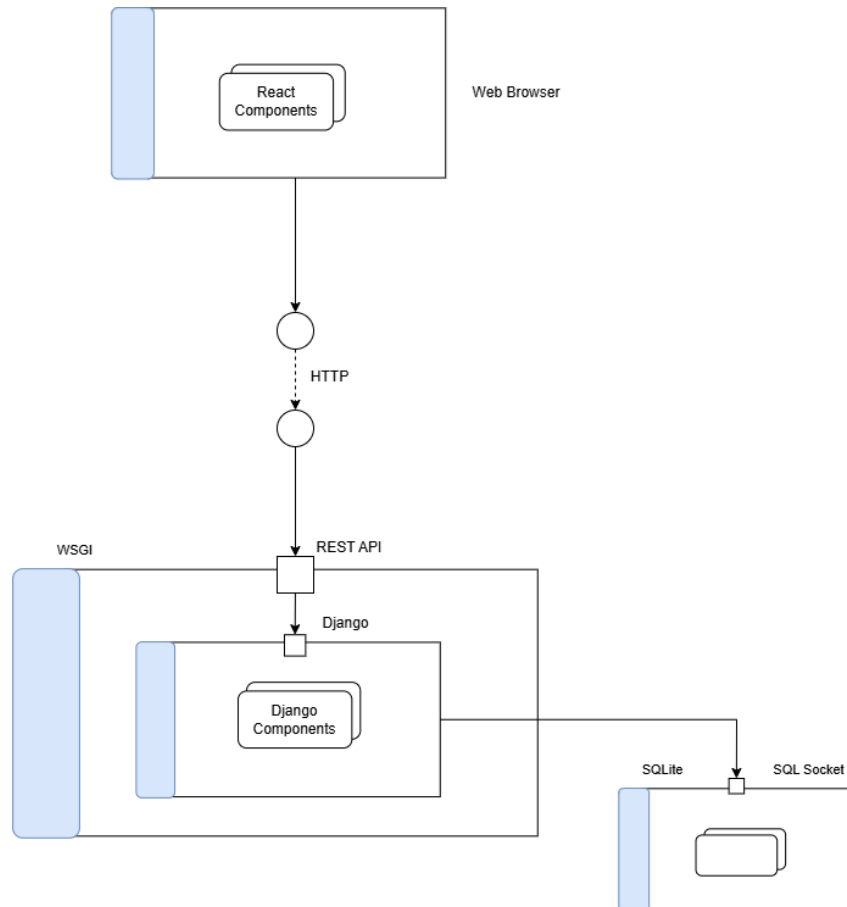 React
Components
Web Browser
HTTP
WSGI
REST API
Django
Django
Components
SQLite
SQL Socket